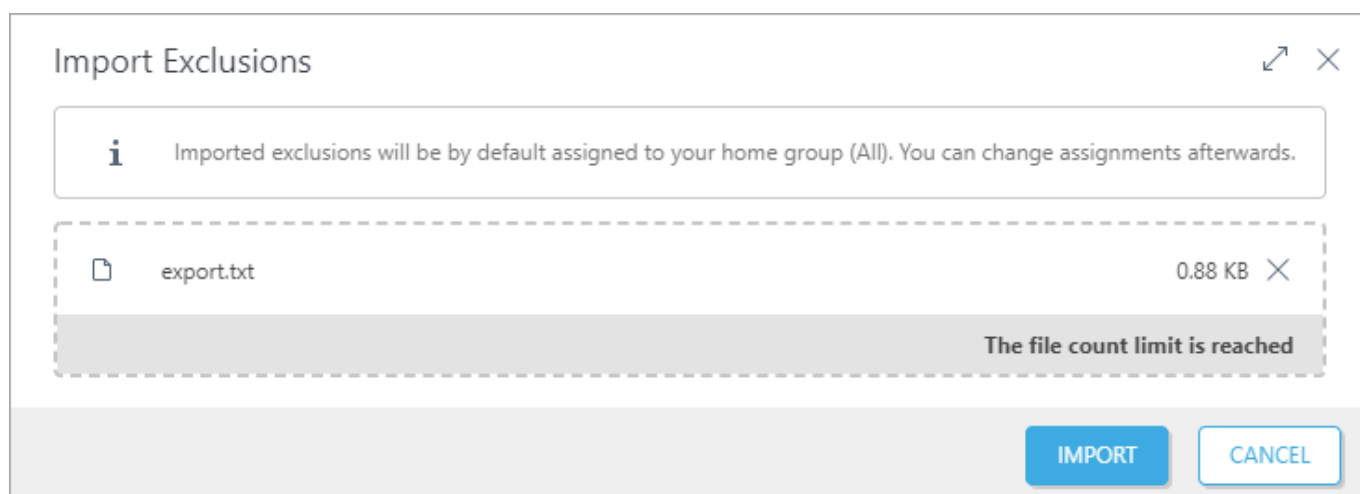 Import Exclusions
i Imported exclusions will be by default assigned to your home group (All). You can change assignments afterwards.
export.txt 0.88 KB
The file count limit is reached
IMPORT CANCEL